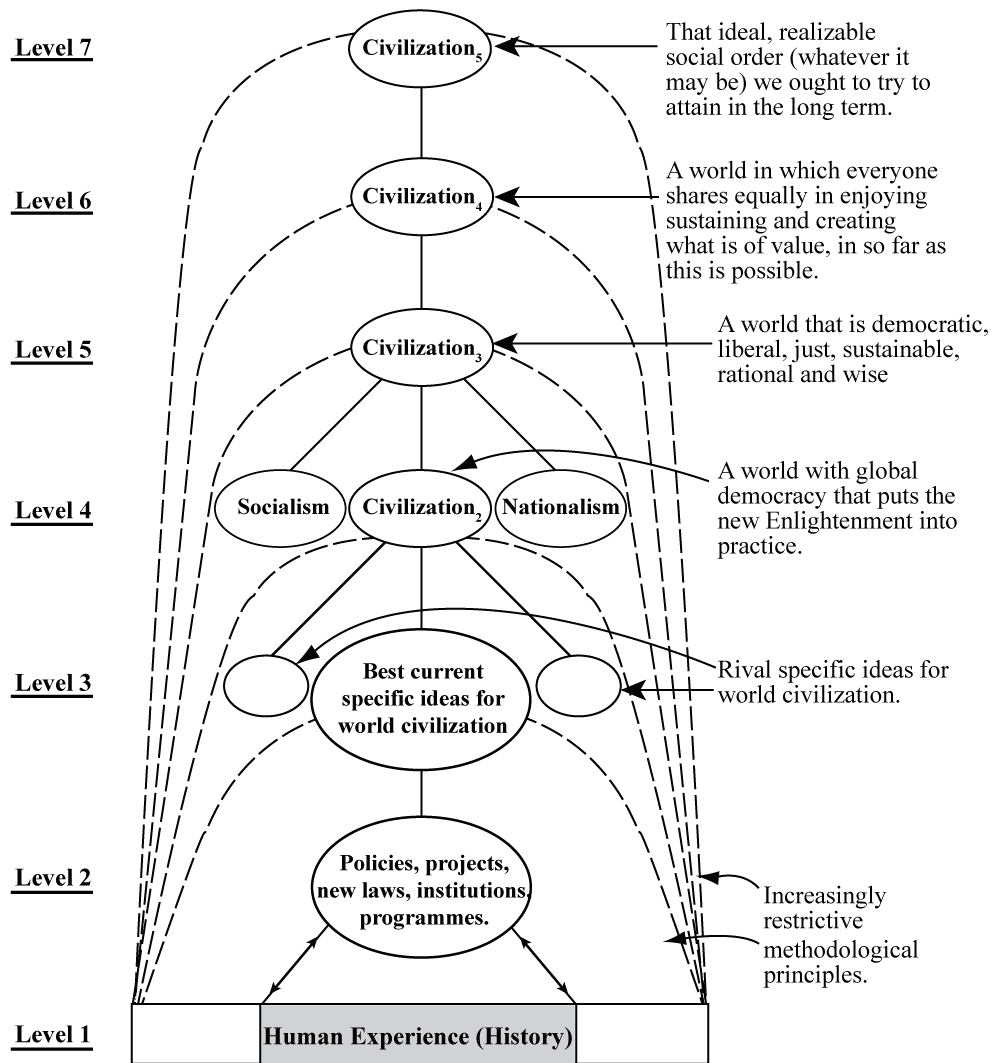 Level 7
Civilization₅
That ideal, realizable
social order (whatever it
may be) we ought to try to
attain in the long term.
Level 6
Civilization₄
A world in which everyone
shares equally in enjoying
sustaining and creating
what is of value, in so far as
this is possible.
Level 5
Civilization₃
A world that is democratic,
liberal, just, sustainable,
rational and wise
Level 4
Socialism
Civilization₂
Nationalism
A world with global
democracy that puts the
new Enlightenment into
practice.
Level 3
Best current
specific ideas for
world civilization
Rival specific ideas for
world civilization.
Level 2
Policies, projects,
new laws, institutions,
programmes.
Increasingly
restrictive
methodological
principles.
Level 1
Human Experience (History)